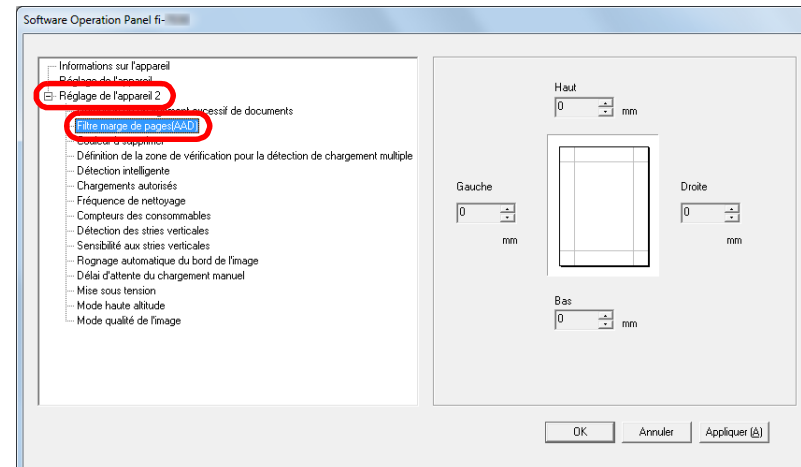 Software Operation Panel fi-
Informations sur l'appareil
Réglage de l'appareil
Réglage de l'appareil 2
excessif de documents
Filtre marge de pages(AAD)
Couleur à supprimer
Définition de la zone de vérification pour la détection de chargement multiple
Détection intelligente
Chargements autorisés
Fréquence de nettoyage
Compteurs des consommables
Détection des stries verticales
Sensibilité aux stries verticales
Rognage automatique du bord de l'image
Délai d'attente du chargement manuel
Mise sous tension
Mode haute altitude
Mode qualité de l'image
Haut
0 mm
Gauche
0
mm
Droite
0
mm
Bas
0 mm
OK Annuler Appliquer (A)